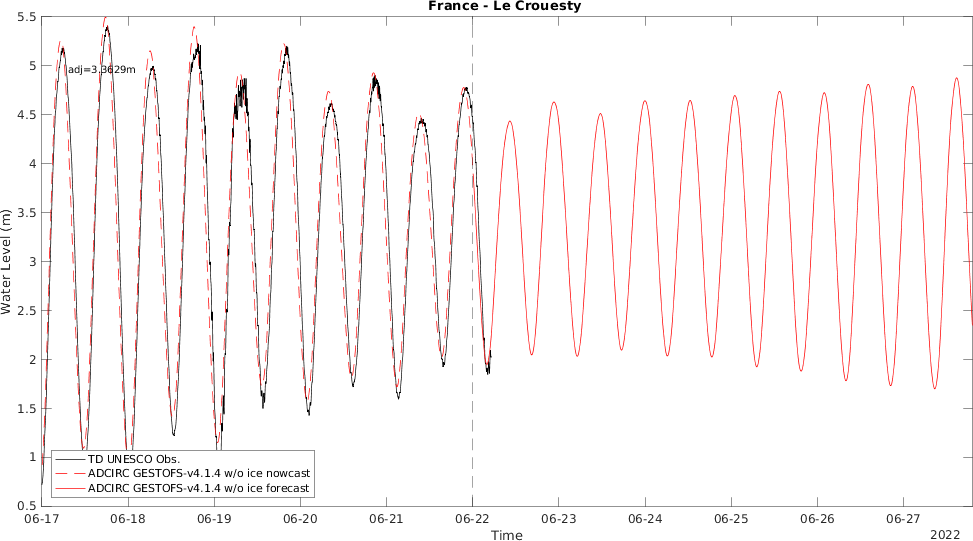 France - Le Crouesty
5.5
5
4.5
4
3.5
3
2.5
2
1.5
1
0.5
Water Level (m)
adj=3.3629m
TD UNESCO Obs.
ADCIRC GESTOFS-v4.1.4 w/o ice nowcast
ADCIRC GESTOFS-v4.1.4 w/o ice forecast
06-17 06-18 06-19 06-20 06-21 06-22 06-23 06-24 06-25 06-26 06-27
Time
2022